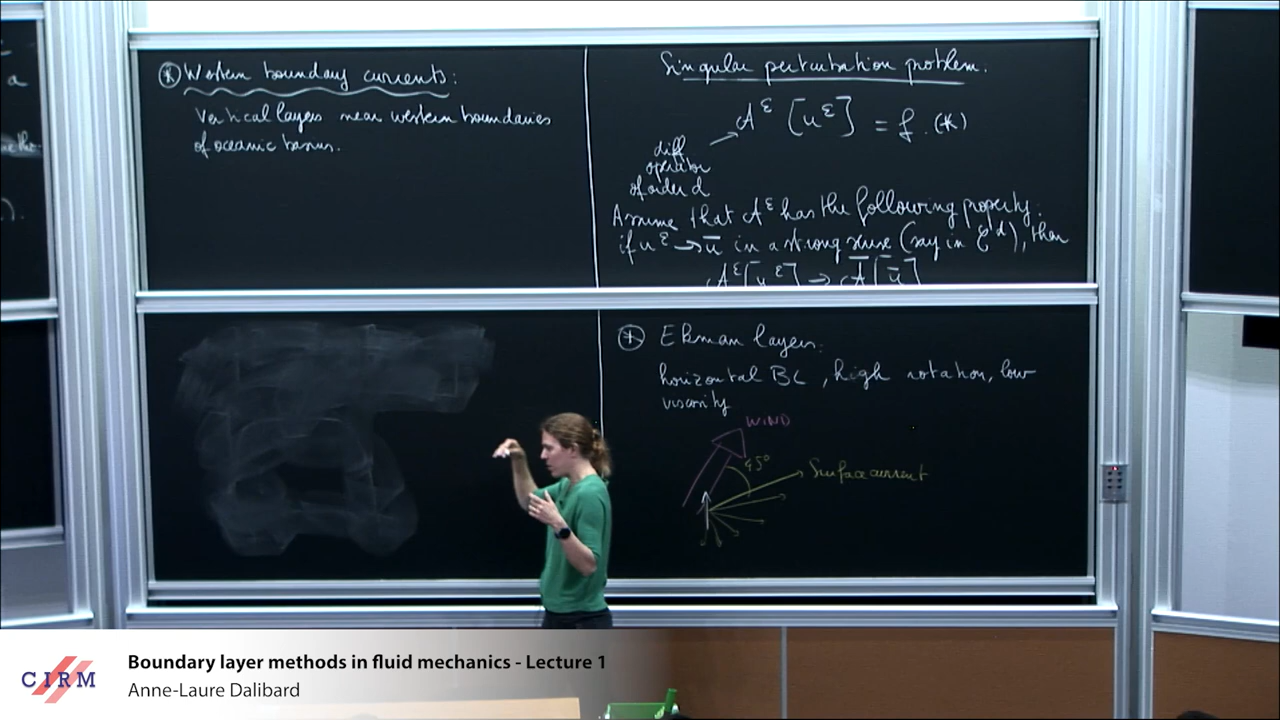 Western boundary currents:
Vertical layers near western boundaries
of oceanic basins.
Singular perturbation problem.
𝒜^ε [u^ε] = f. (*)
diff
operator
of order d
Assume that 𝒜^ε has the following property:
if u^ε → ū in a strong sense (say in 𝒞^d), then
𝒜^ε[u^ε] → 𝒜̄[ū]
Ekman layers:
horizontal BL, high rotation, low
viscosity
WIND
45°
Surface current
a
CIRM
Boundary layer methods in fluid mechanics - Lecture 1
Anne-Laure Dalibard